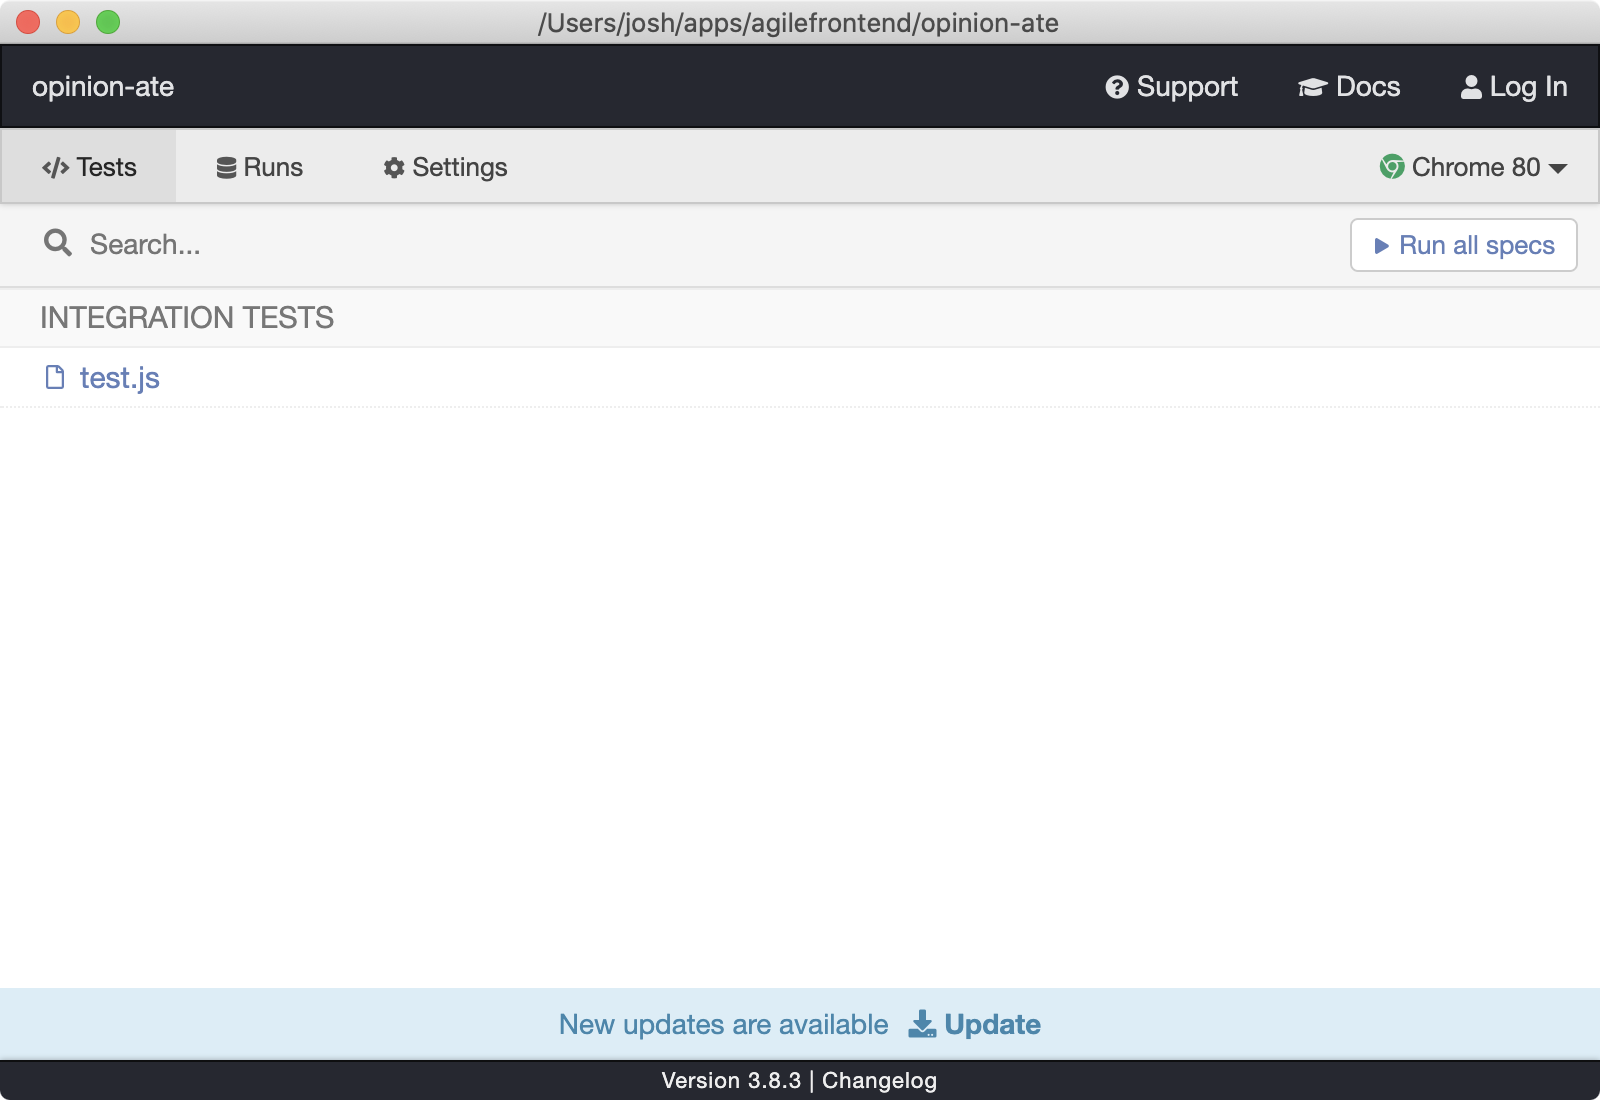 /Users/josh/apps/agilefrontend/opinion-ate
opinion-ate Support Docs Log In
Tests Runs Settings Chrome 80
Search... Run all specs
INTEGRATION TESTS
test.js
New updates are available Update
Version 3.8.3 | Changelog